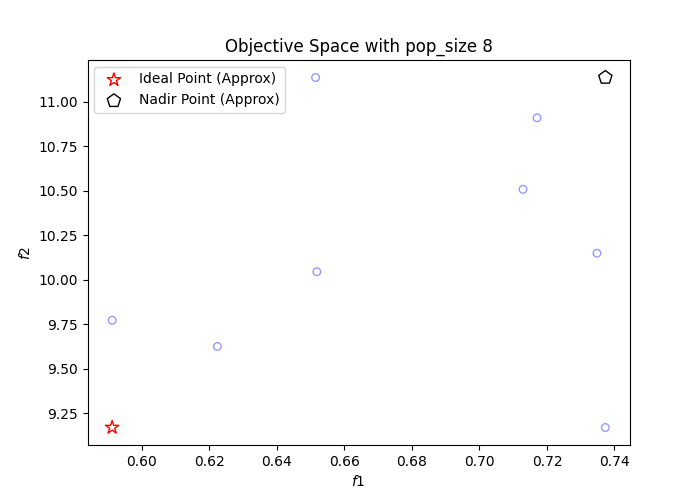 Objective Space with pop_size 8
Ideal Point (Approx)
Nadir Point (Approx)
11.00
10.75
10.50
10.25
10.00
9.75
9.50
9.25
f2
0.60 0.62 0.64 0.66 0.68 0.70 0.72 0.74
f1